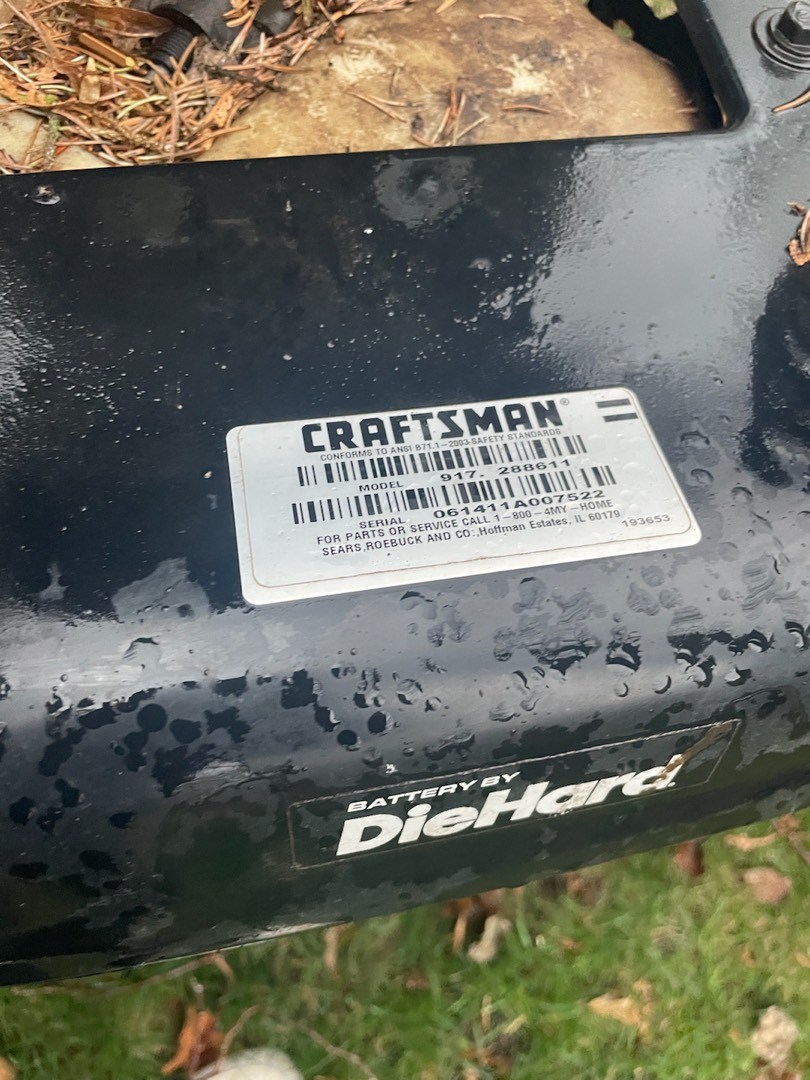 CRAFTSMAN®
CONFORMS TO ANSI B71.1-2003 SAFETY STANDARDS
MODEL 917. 288611
SERIAL 061411A007522
FOR PARTS OR SERVICE CALL 1-800-4MY-HOME
SEARS,ROEBUCK AND CO.,Hoffman Estates, IL 60179
193653
BATTERY BY
DieHard